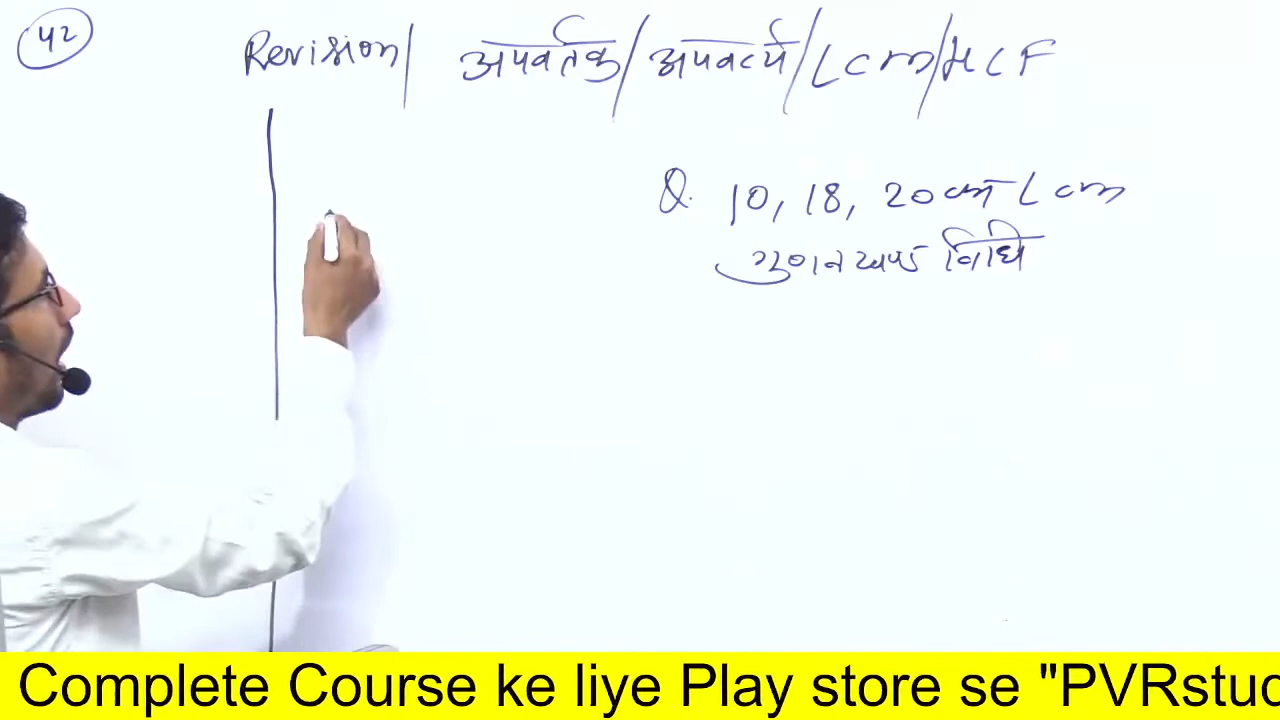 42
Revision / अपवर्तक / अपवर्त्य / Lcm / HCF
Q. 10, 18, 20 का Lcm
गुणनखण्ड विधि
Complete Course ke liye Play store se "PVRstud